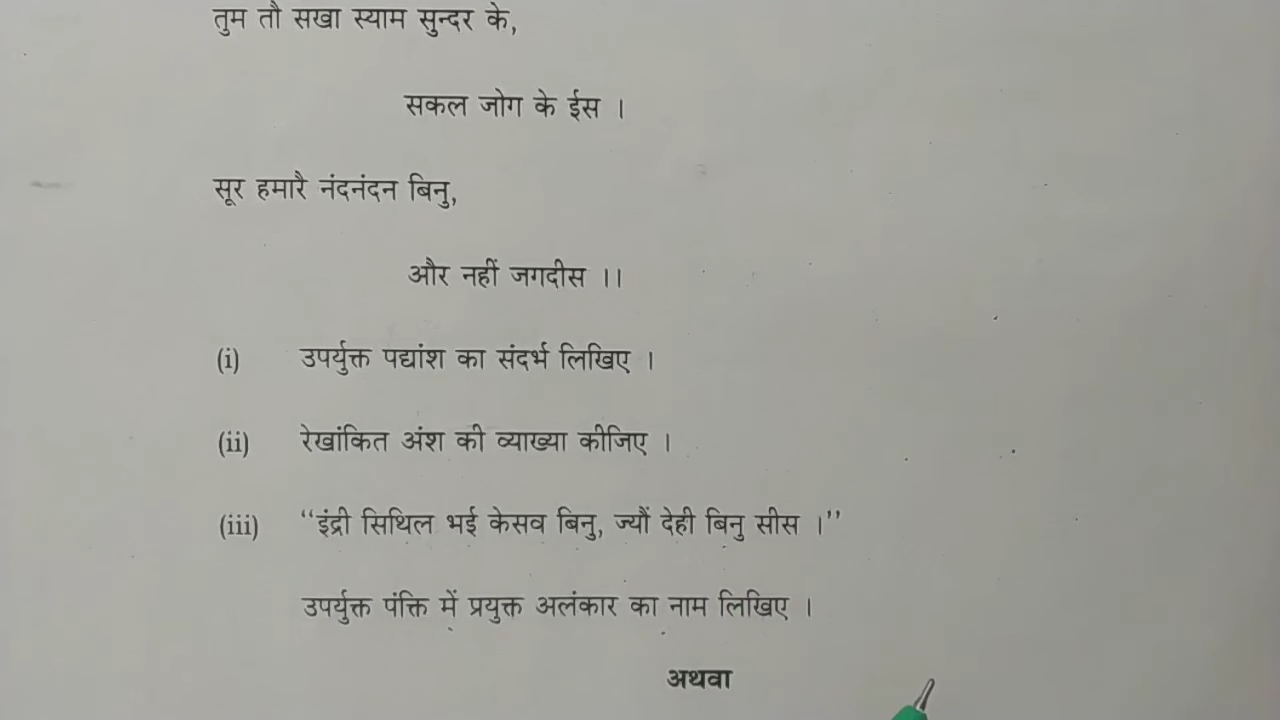 तुम तौ सखा स्याम सुन्दर के,
सकल जोग के ईस ।
सूर हमारै नंदनंदन बिनु,
और नहीं जगदीस ।।
(i) उपर्युक्त पद्यांश का संदर्भ लिखिए ।
(ii) रेखांकित अंश की व्याख्या कीजिए ।
(iii) “इंद्री सिथिल भई केसव बिनु, ज्यौं देही बिनु सीस ।”
उपर्युक्त पंक्ति में प्रयुक्त अलंकार का नाम लिखिए ।
अथवा